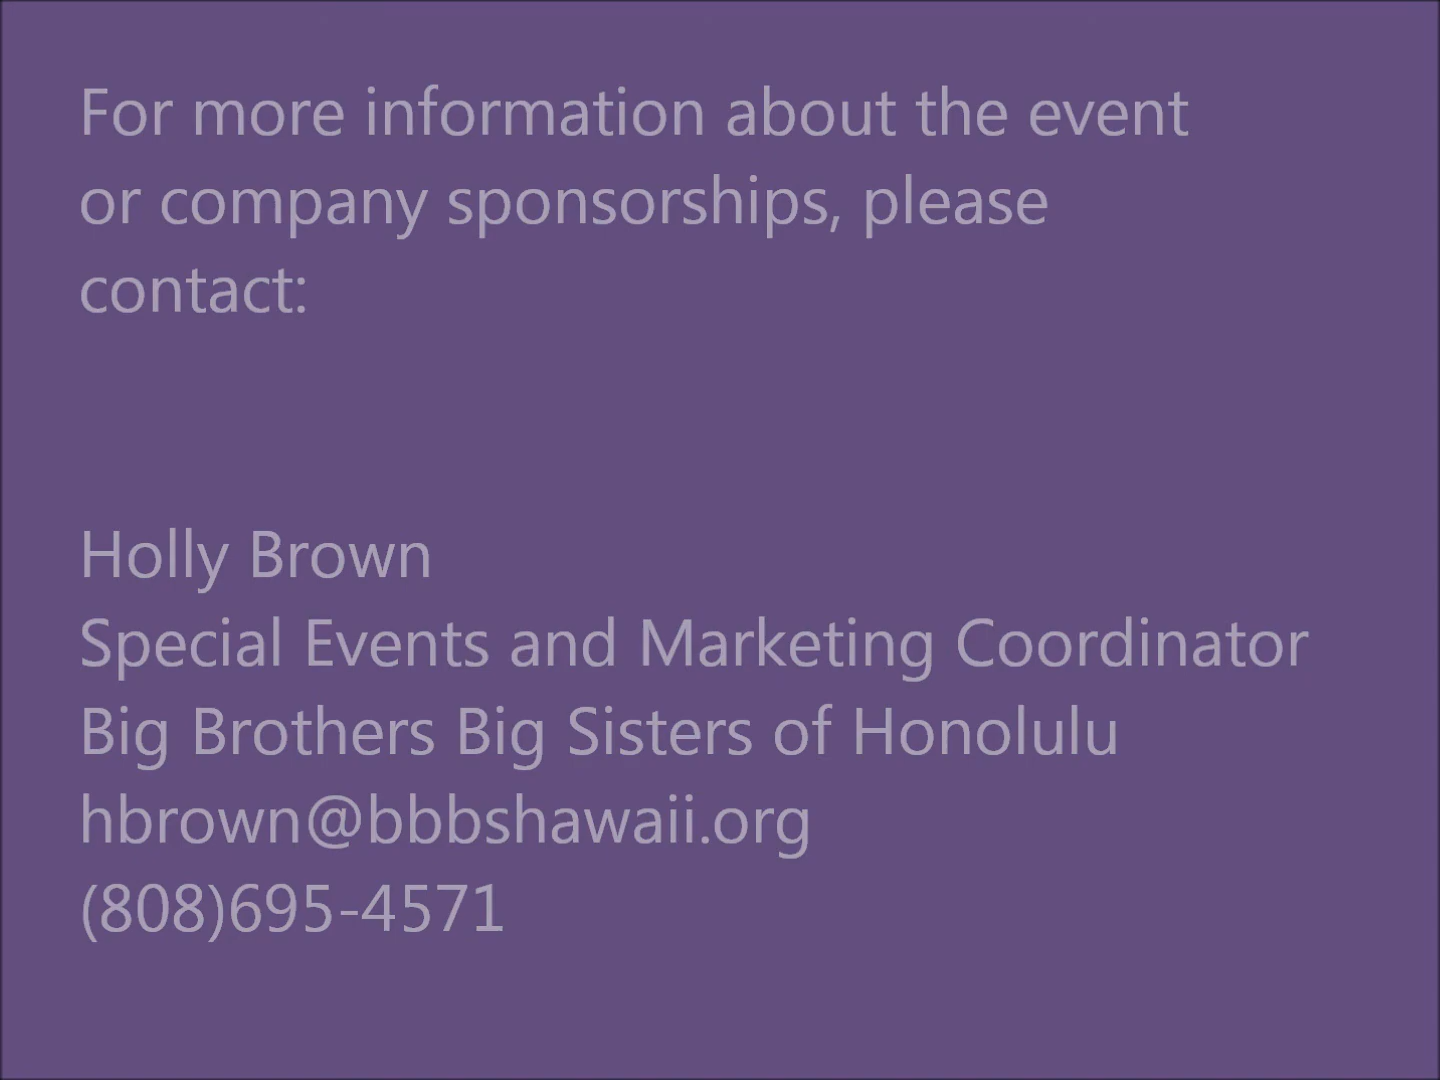 For more information about the event
or company sponsorships, please
contact:
Holly Brown
Special Events and Marketing Coordinator
Big Brothers Big Sisters of Honolulu
hbrown@bbbshawaii.org
(808)695-4571